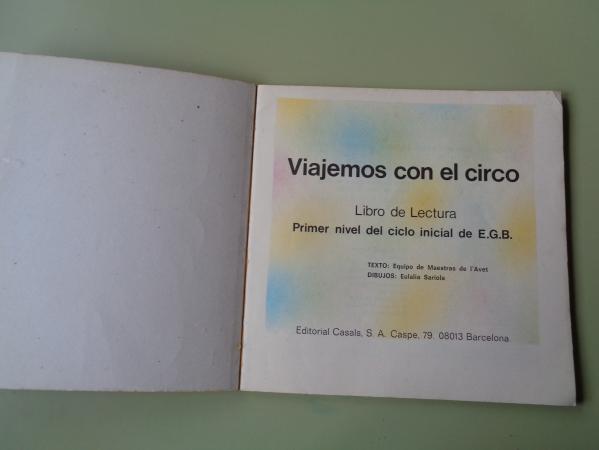 Viajemos con el circo
Libro de Lectura
Primer nivel del ciclo inicial de E.G.B.
TEXTO: Equipo de Maestros de l'Avet
DIBUJOS: Eulalia Sariola
Editorial Casals, S. A. Caspe, 79. 08013 Barcelona